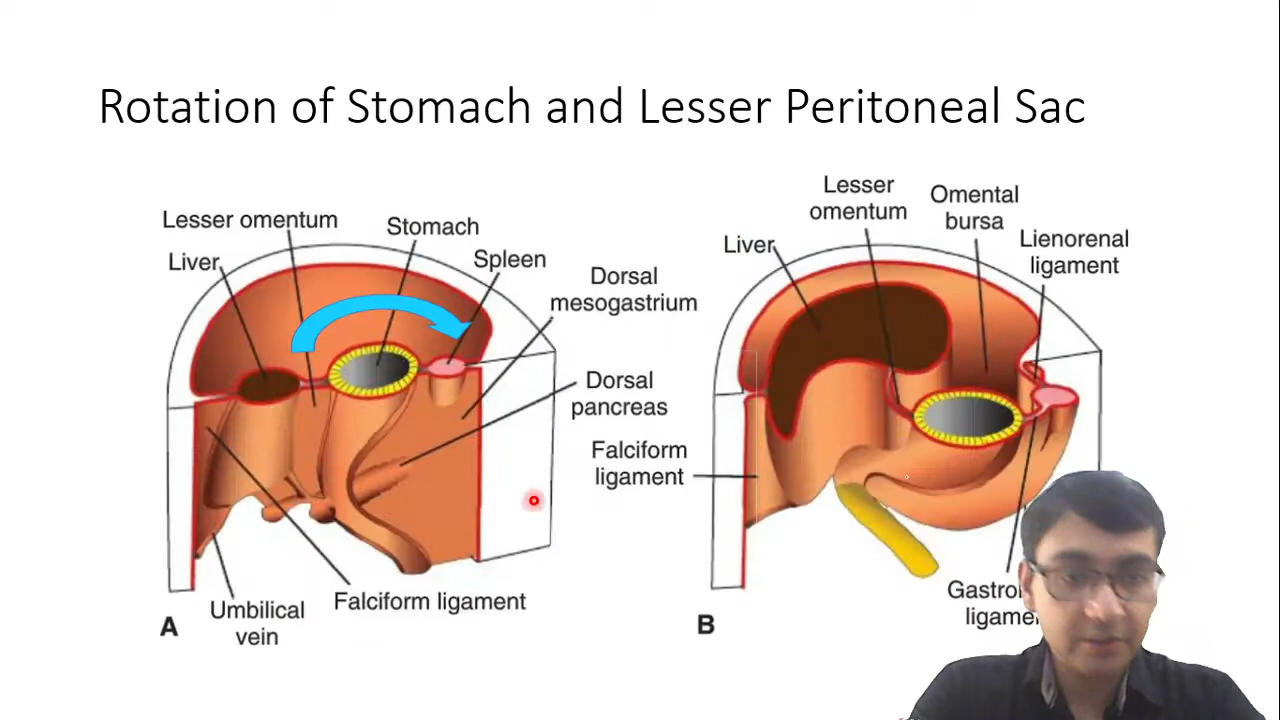 Rotation of Stomach and Lesser Peritoneal Sac
Lesser omentum
Stomach
Liver
Spleen
Dorsal
mesogastrium
Dorsal
pancreas
Umbilical
vein
Falciform ligament
A
Lesser
omentum
Omental
bursa
Liver
Lienorenal
ligament
Falciform
ligament
B